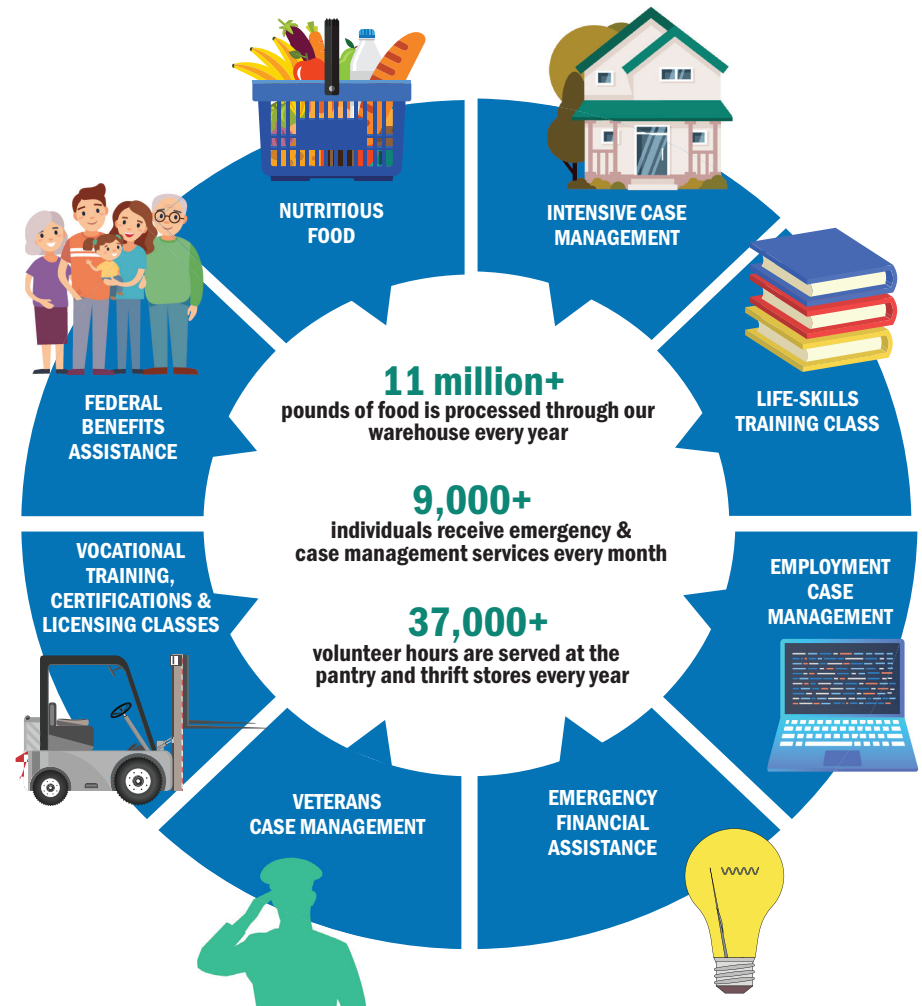 NUTRITIOUS
FOOD
INTENSIVE CASE
MANAGEMENT
LIFE-SKILLS
TRAINING CLASS
EMPLOYMENT
CASE
MANAGEMENT
EMERGENCY
FINANCIAL
ASSISTANCE
VETERANS
CASE MANAGEMENT
VOCATIONAL
TRAINING,
CERTIFICATIONS &
LICENSING CLASSES
FEDERAL
BENEFITS
ASSISTANCE
11 million+
pounds of food is processed through our
warehouse every year
9,000+
individuals receive emergency &
case management services every month
37,000+
volunteer hours are served at the
pantry and thrift stores every year